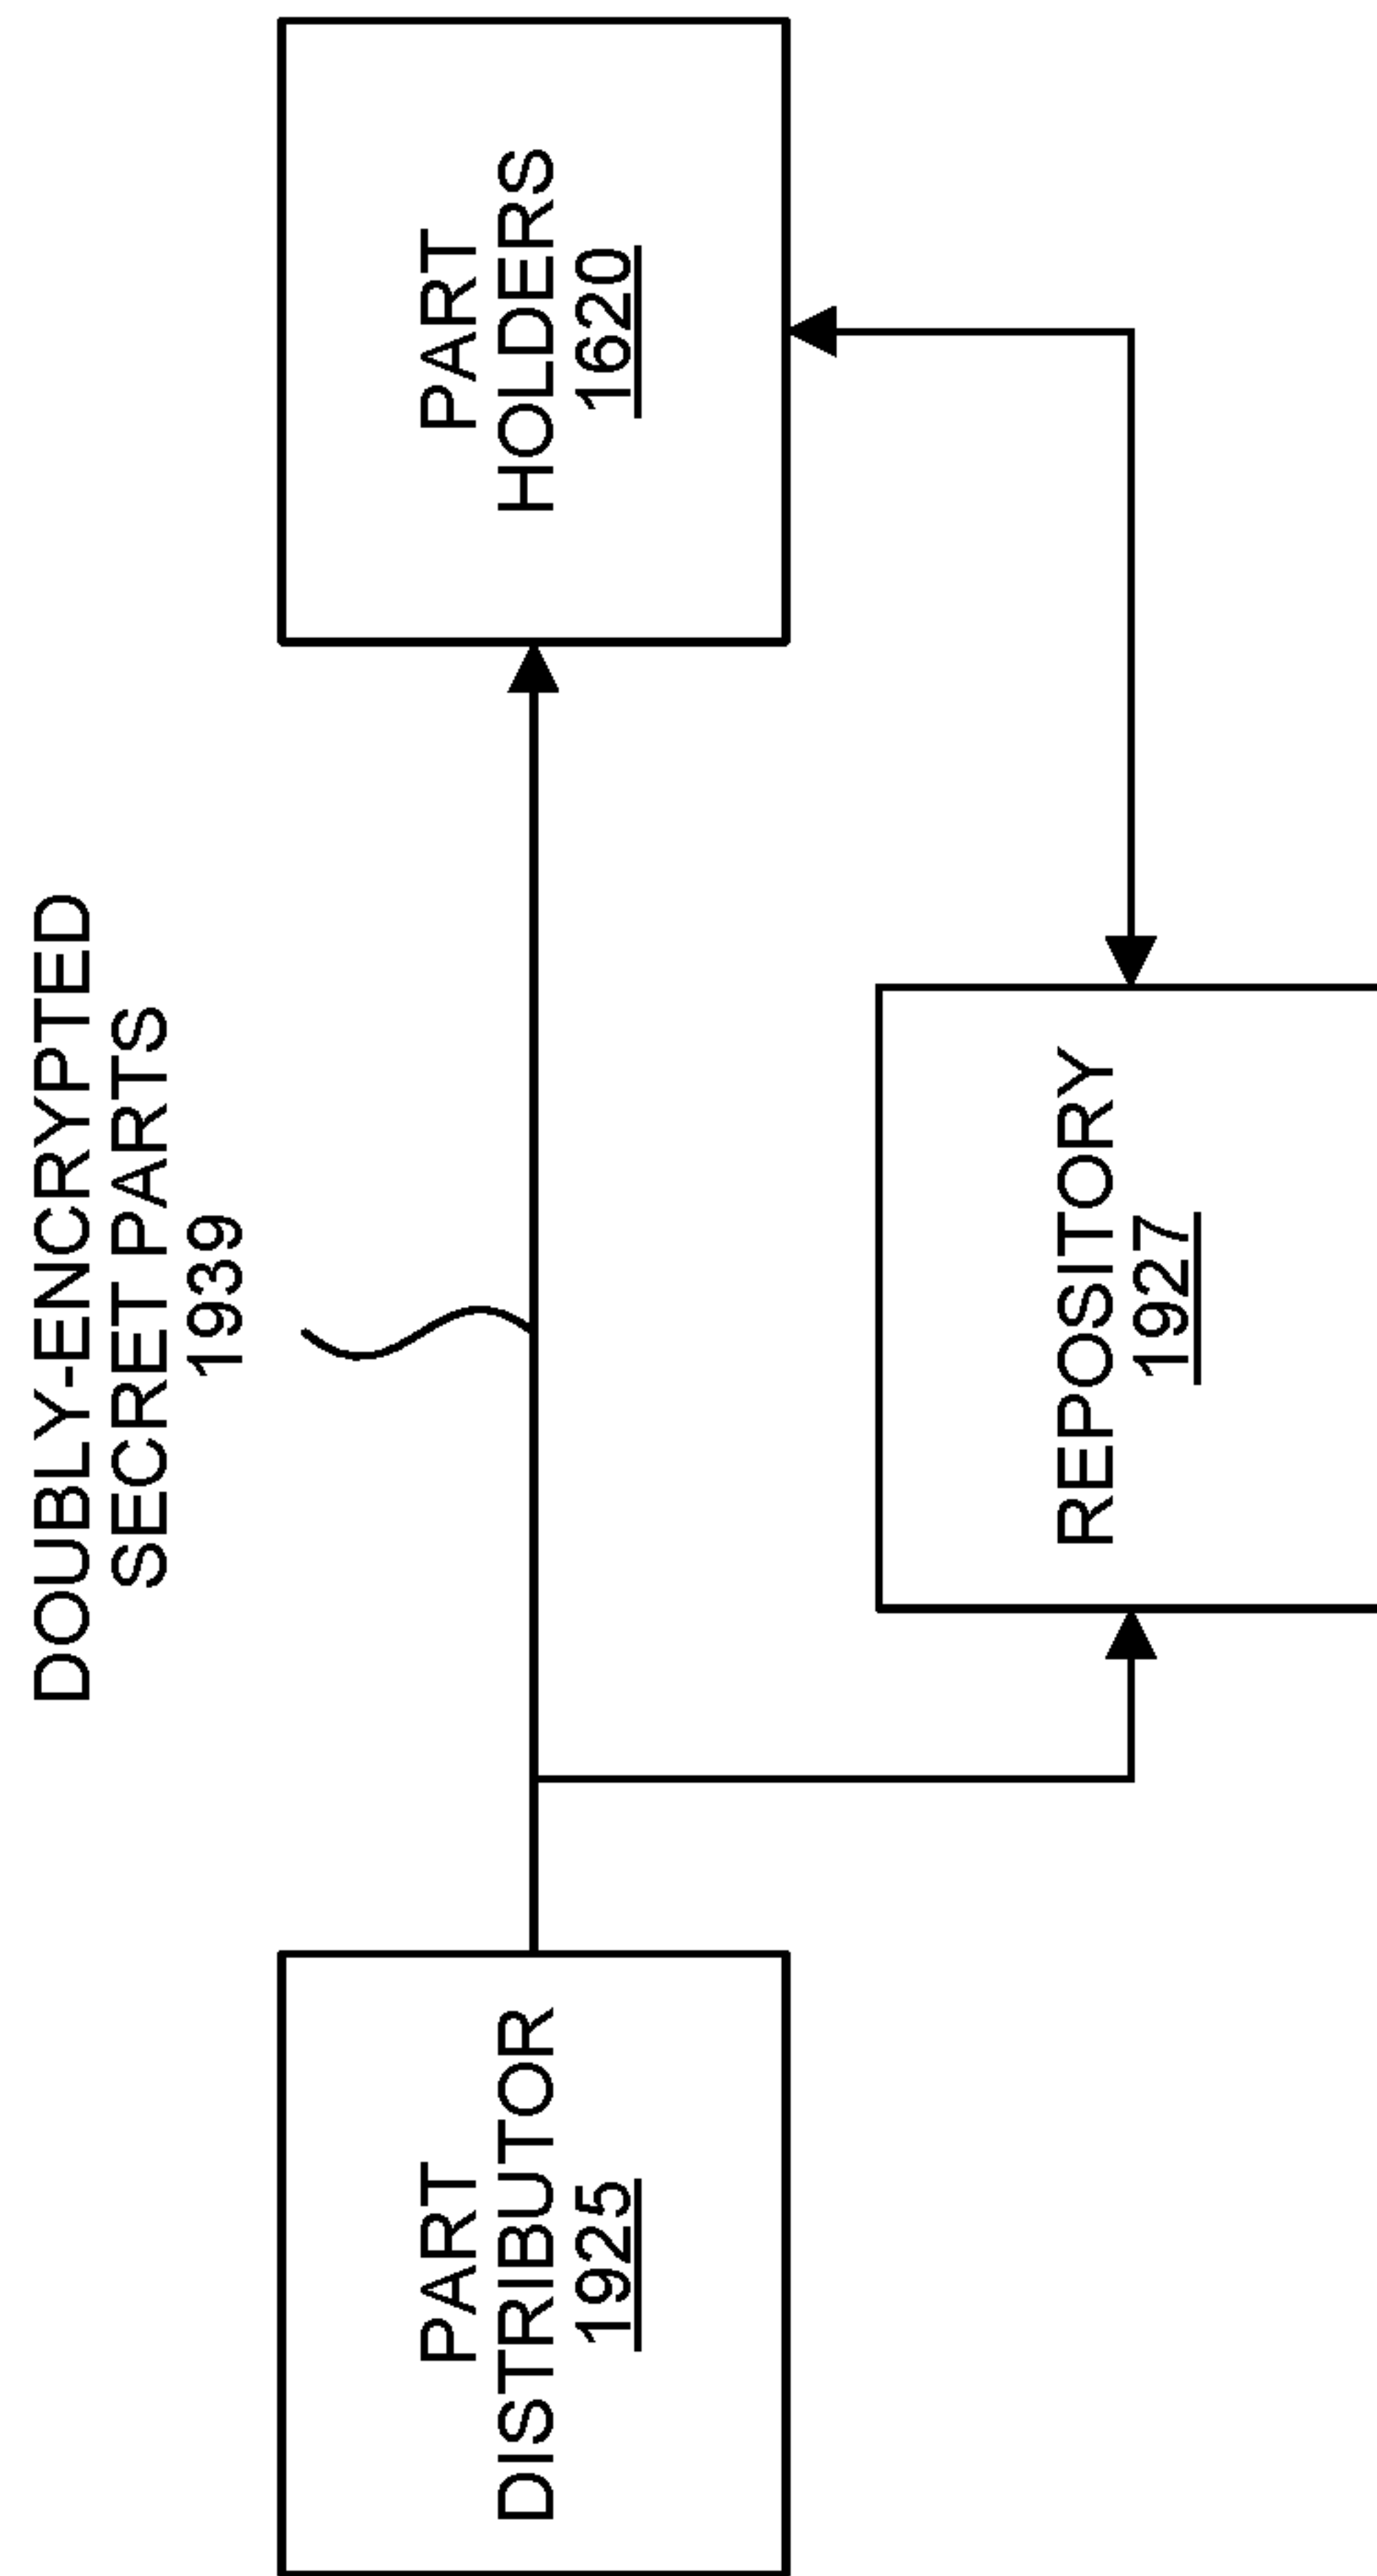 DOUBLY-ENCRYPTED
SECRET PARTS
1939
PART
DISTRIBUTOR
1925
PART
HOLDERS
1620
REPOSITORY
1927